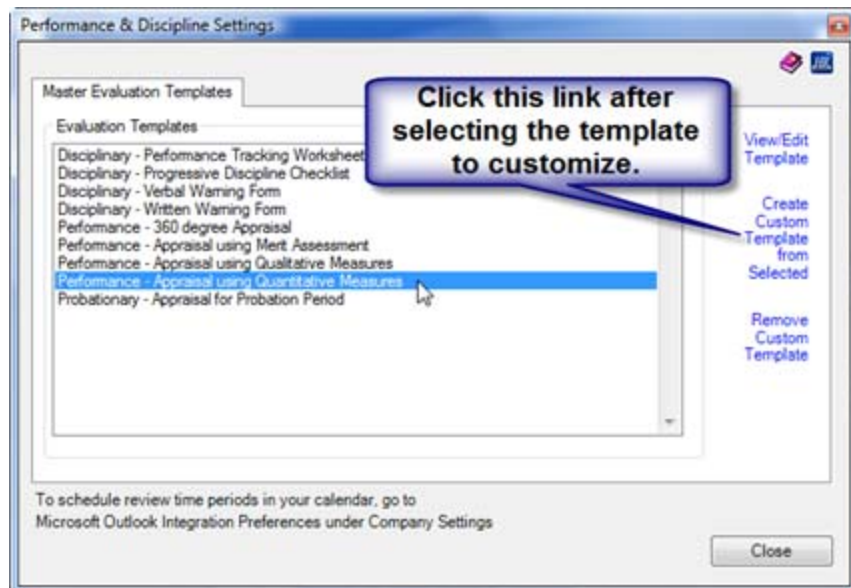 Performance & Discipline Settings
Master Evaluation Templates
Evaluation Templates
Disciplinary - Performance Tracking Worksheet
Disciplinary - Progressive Discipline Checklist
Disciplinary - Verbal Warning Form
Disciplinary - Written Warning Form
Performance - 360 degree Appraisal
Performance - Appraisal using Merit Assessment
Performance - Appraisal using Qualitative Measures
Performance - Appraisal using Quantitative Measures
Probationary - Appraisal for Probation Period
Click this link after
selecting the template
to customize.
View/Edit
Template
Create
Custom
Template
from
Selected
Remove
Custom
Template
To schedule review time periods in your calendar, go to
Microsoft Outlook Integration Preferences under Company Settings
Close